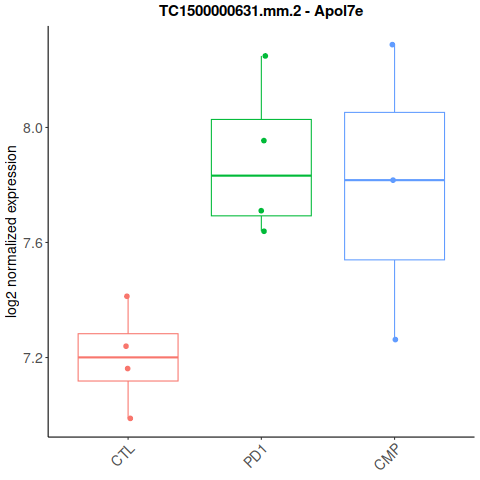 TC1500000631.mm.2 - Apol7e
log2 normalized expression
8.0
7.6
7.2
CTL
PD1
CMP